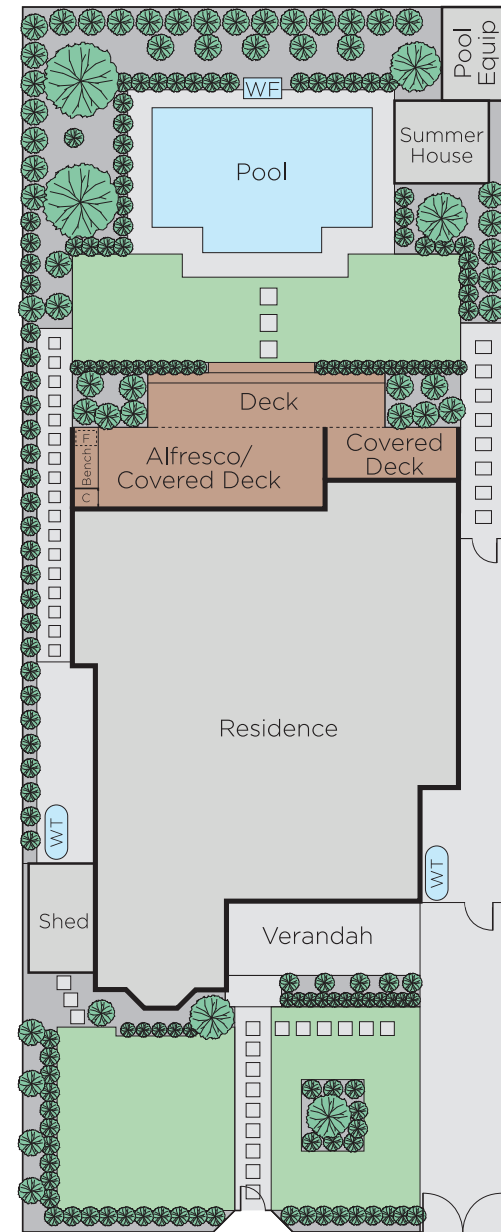 Pool
Equip
WF
Summer
House
Pool
Deck
F
Bench
C
Alfresco/
Covered Deck
Covered
Deck
Residence
WT
WT
Shed
Verandah